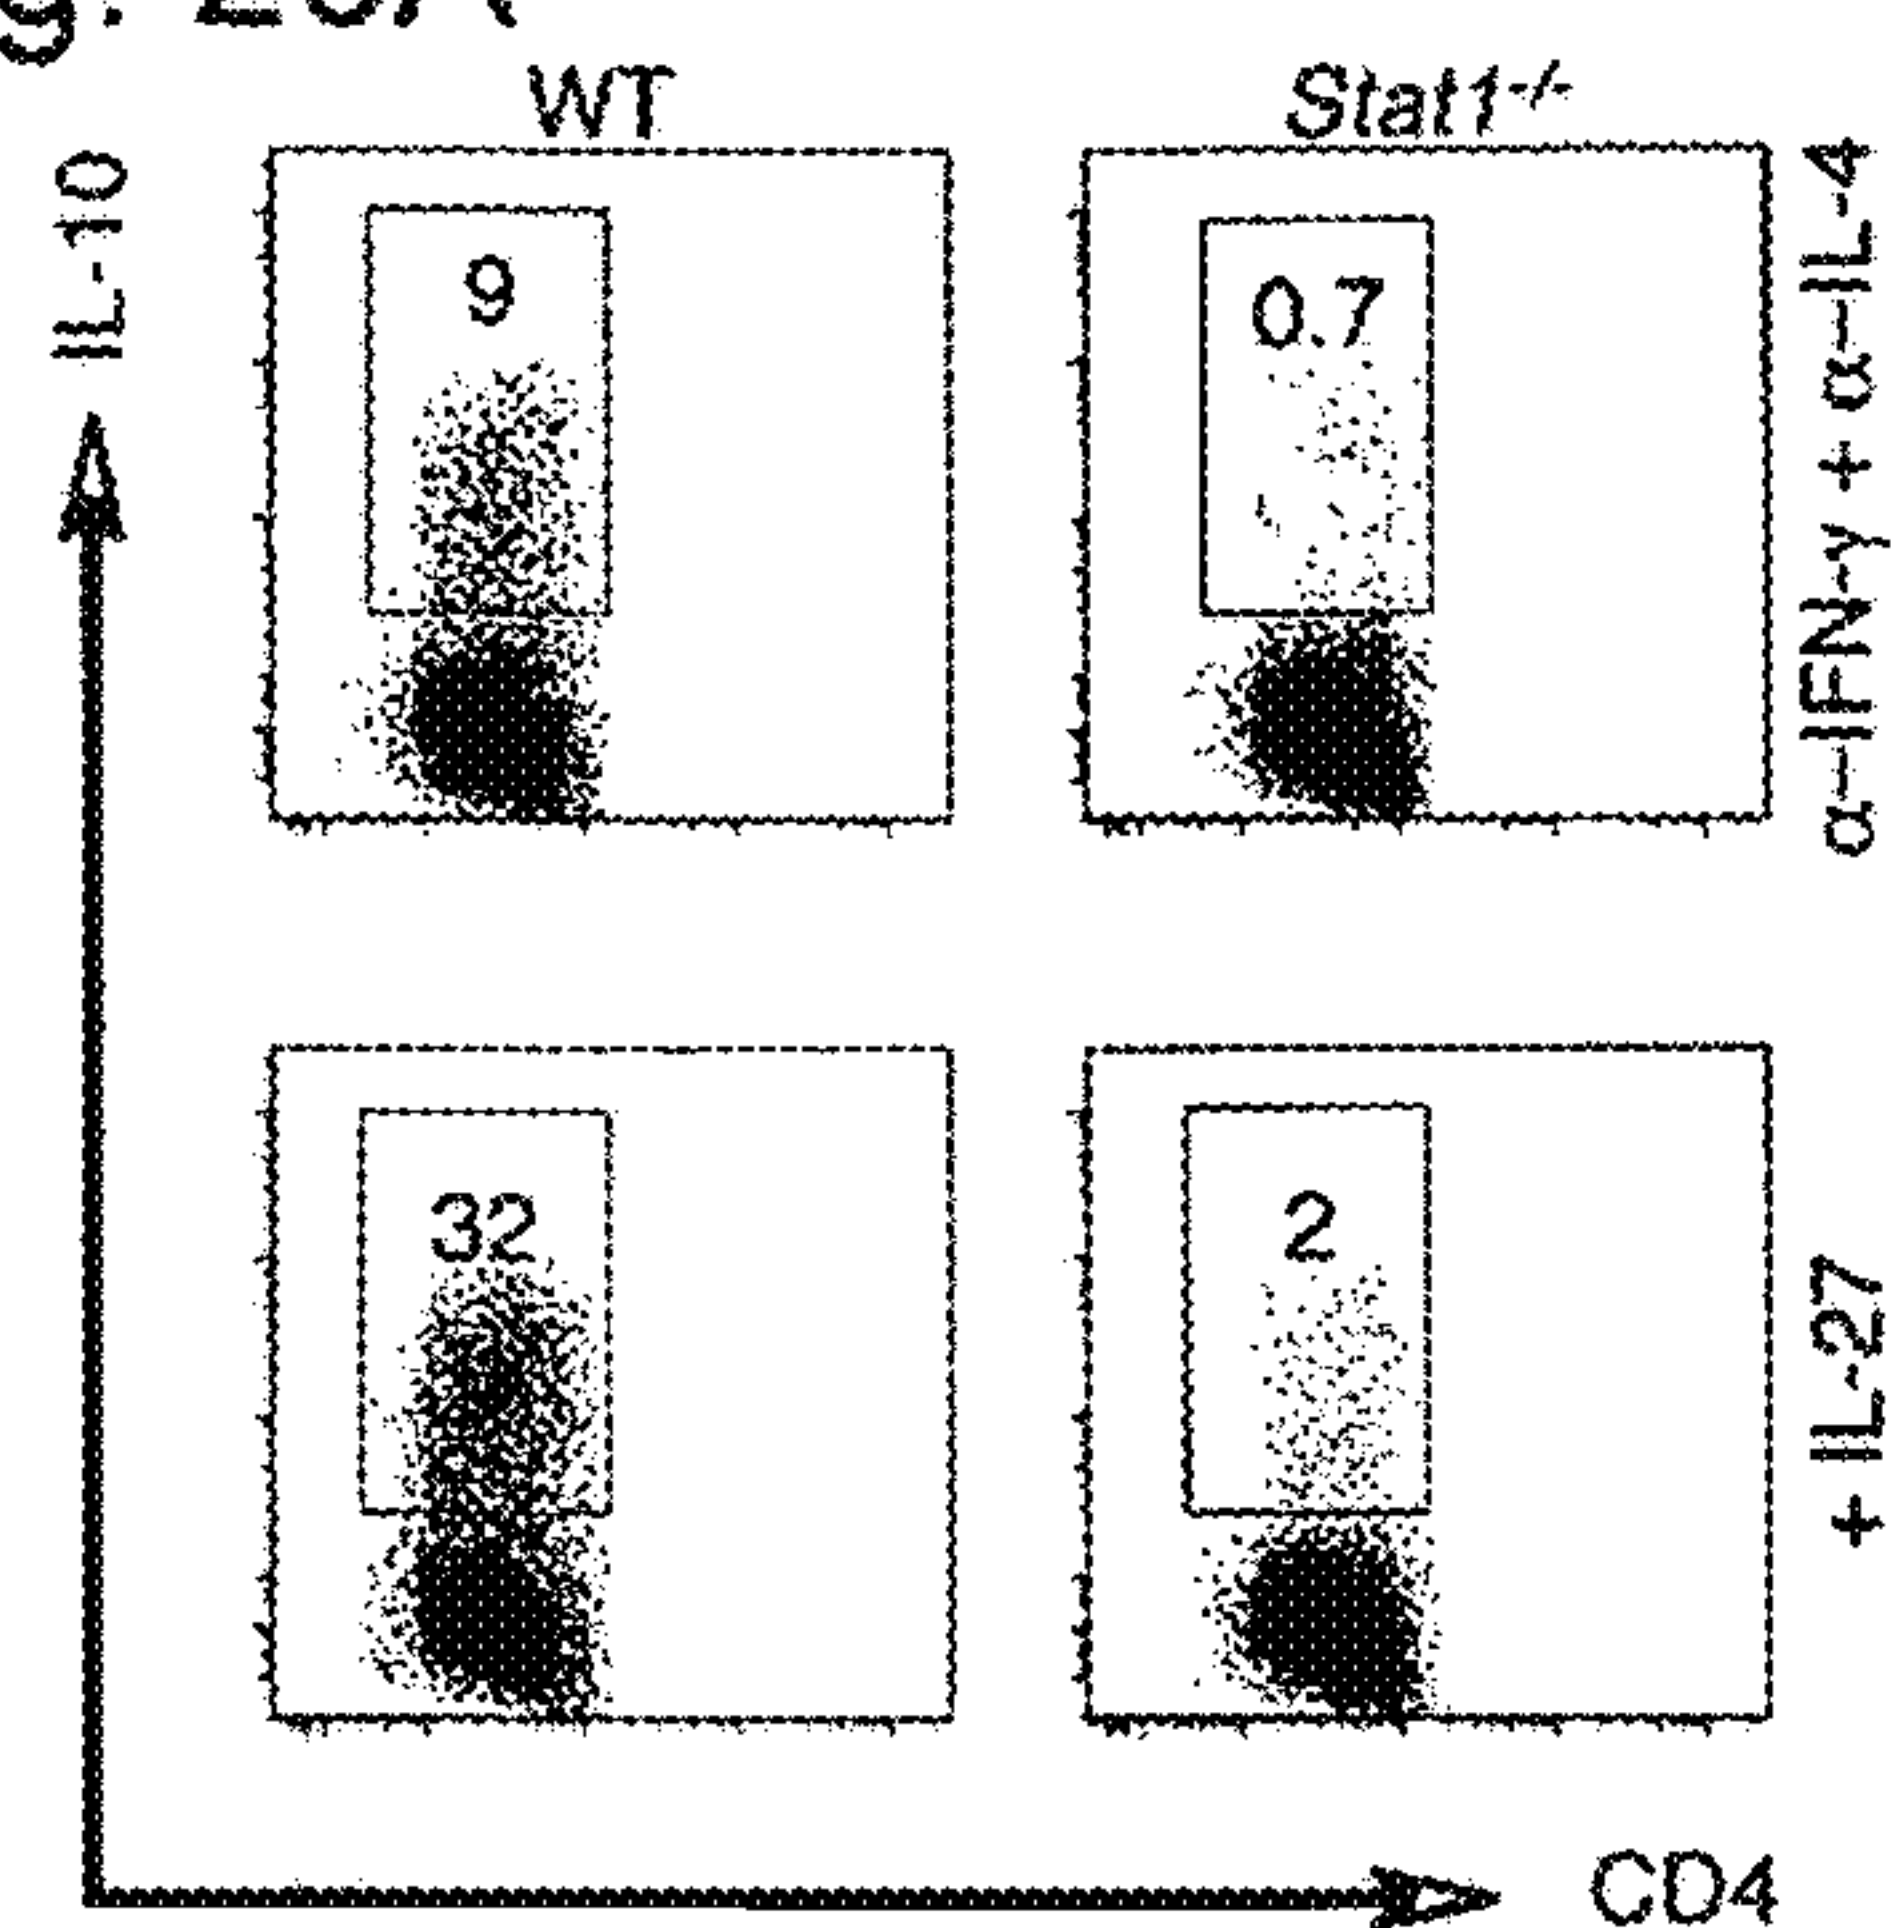 WT
Stat1-/-
IL-10
9
0.7
α–IFN-γ + α–IL-4
32
2
+ IL-27
CD4